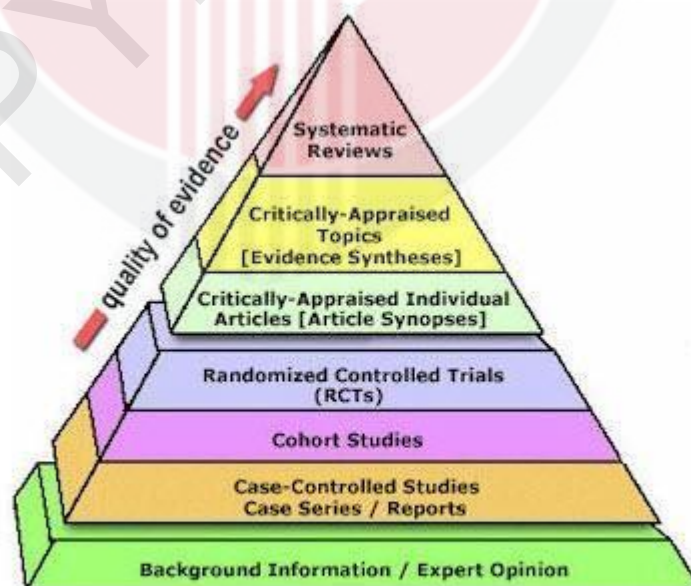 quality of evidence
Systematic
Reviews
Critically-Appraised
Topics
[Evidence Syntheses]
Critically-Appraised Individual
Articles [Article Synopses]
Randomized Controlled Trials
(RCTs)
Cohort Studies
Case-Controlled Studies
Case Series / Reports
Background Information / Expert Opinion